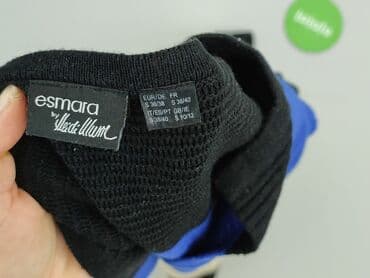 esmara
by Heidi Klum
EUR/DE FR
S 36/38 S 38/40
IT/ES/PT GB/IE
S 38/40 S 10/12